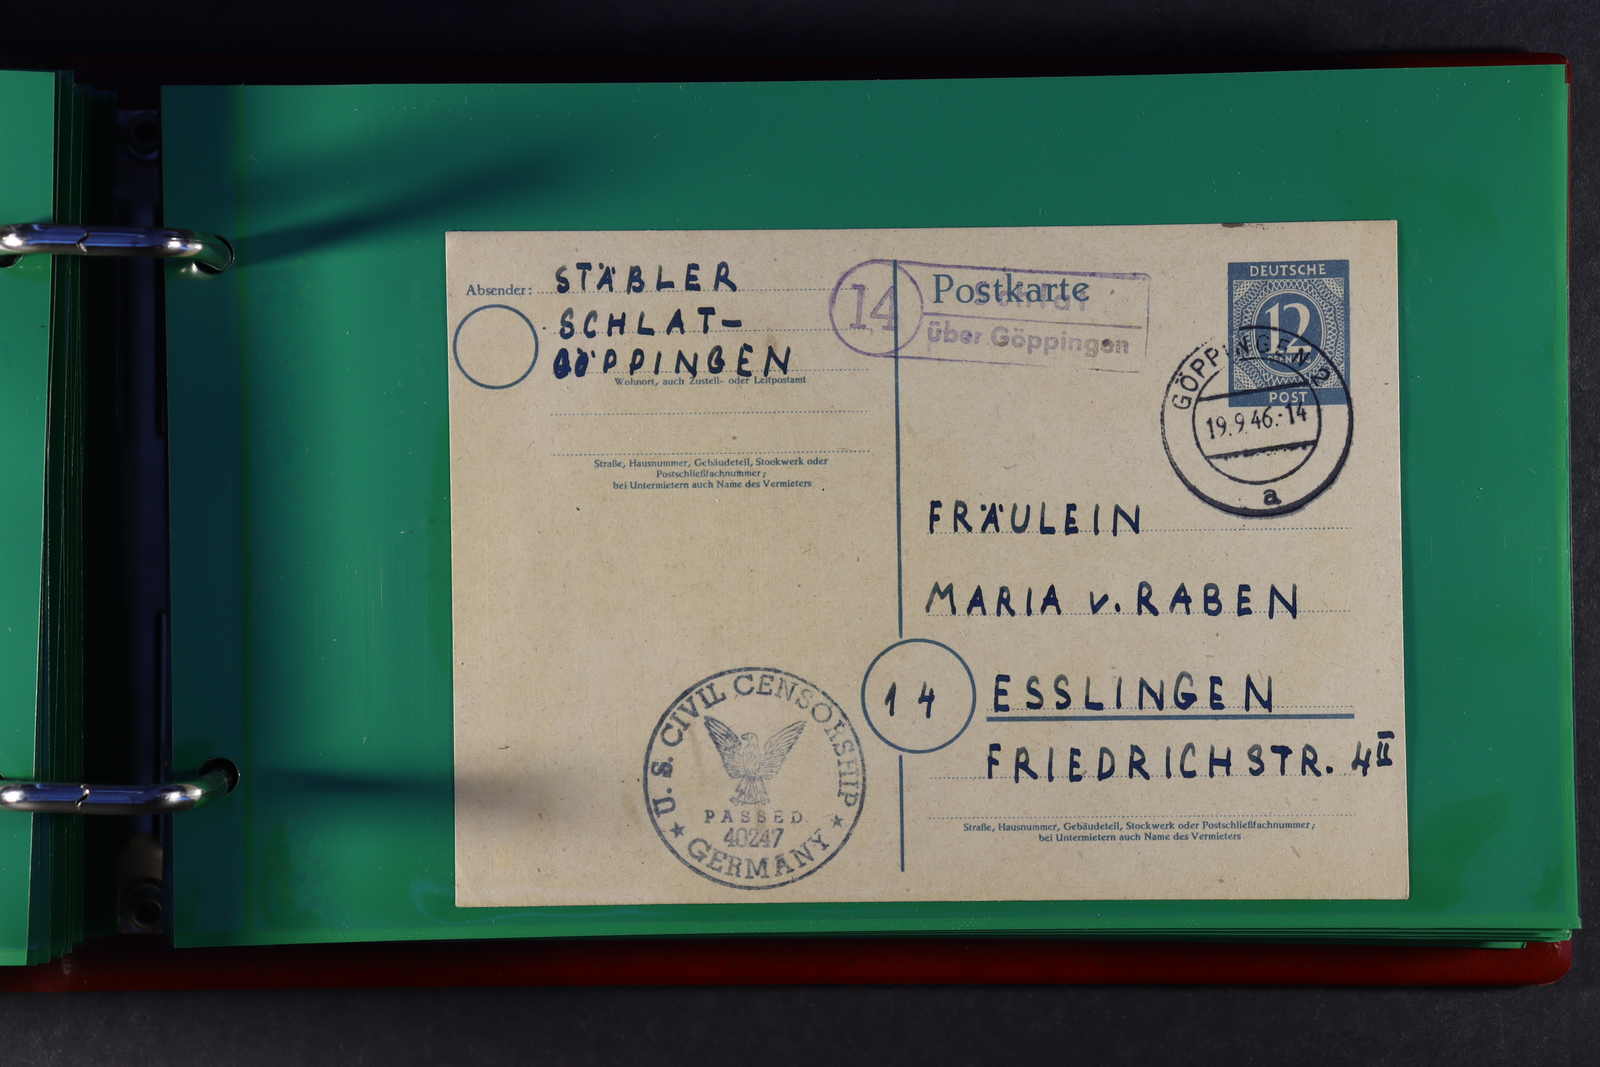 Absender: STÄBLER
SCHLAT-
GÖPPINGEN
Wohnort, auch Zustell- oder Leitpostamt
Straße, Hausnummer, Gebäudeteil, Stockwerk oder
Postschließfachnummer;
bei Untermietern auch Name des Vermieters
14
Postkarte
Schlat
über Göppingen
DEUTSCHE
12
POST
GÖPPINGEN 2
19.9.46.-14
a
FRÄULEIN
MARIA v. RABEN
14 ESSLINGEN
FRIEDRICHSTR. 4II
Straße, Hausnummer, Gebäudeteil, Stockwerk oder Postschließfachnummer;
bei Untermietern auch Name des Vermieters
U.S. CIVIL CENSORSHIP
PASSED
40247
GERMANY